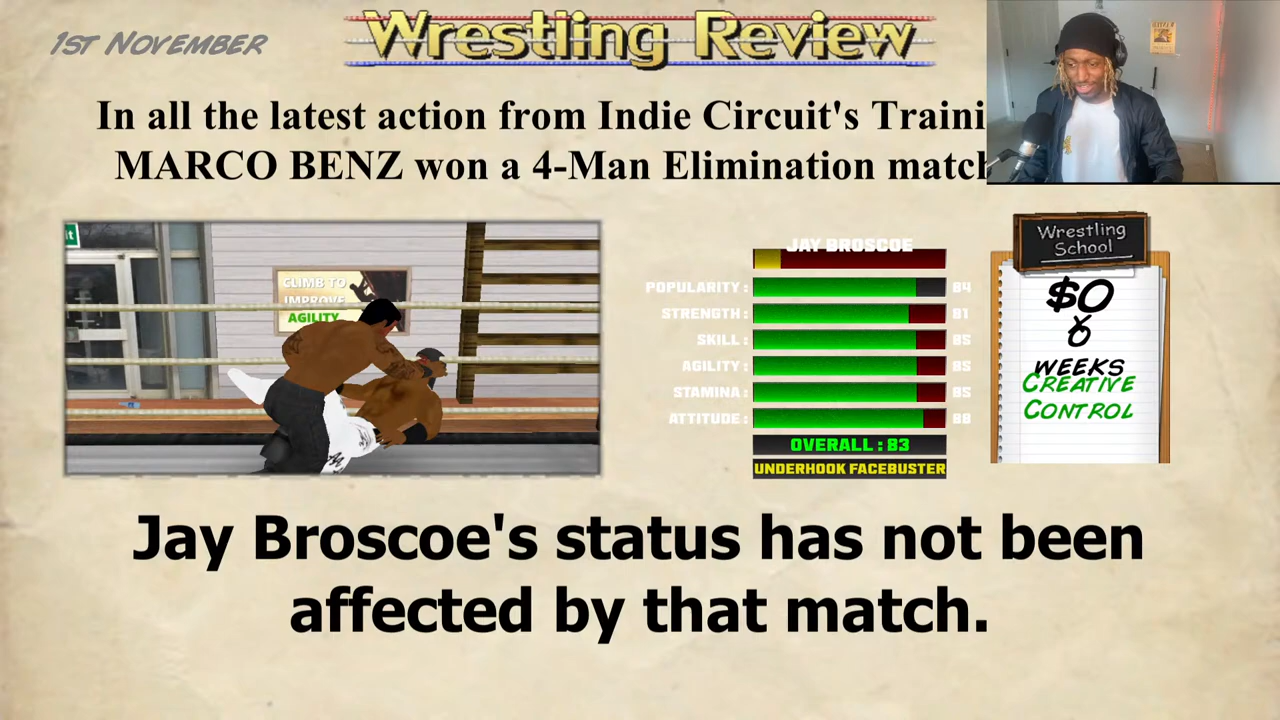 1st November
Wrestling Review
In all the latest action from Indie Circuit's Traini
MARCO BENZ won a 4-Man Elimination match
CLIMB TO
IMPROVE
AGILITY
JAY BROSCOE
POPULARITY : 84
STRENGTH : 81
SKILL : 85
AGILITY : 85
STAMINA : 85
ATTITUDE : 88
OVERALL : 83
UNDERHOOK FACEBUSTER
Wrestling
School
$0
X
6
WEEKS
CREATIVE
CONTROL
Jay Broscoe's status has not been
affected by that match.